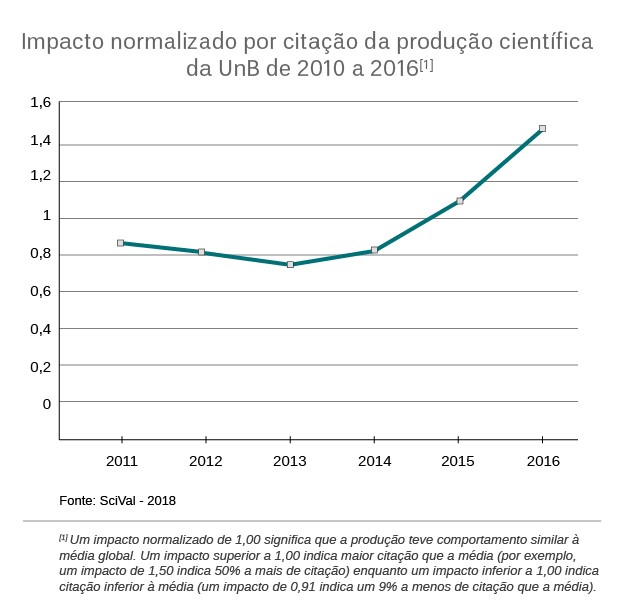 Impacto normalizado por citação da produção científica
da UnB de 2010 a 2016[1]
1,6
1,4
1,2
1
0,8
0,6
0,4
0,2
0
2011 2012 2013 2014 2015 2016
Fonte: SciVal - 2018
[1] Um impacto normalizado de 1,00 significa que a produção teve comportamento similar à
média global. Um impacto superior a 1,00 indica maior citação que a média (por exemplo,
um impacto de 1,50 indica 50% a mais de citação) enquanto um impacto inferior a 1,00 indica
citação inferior à média (um impacto de 0,91 indica um 9% a menos de citação que a média).